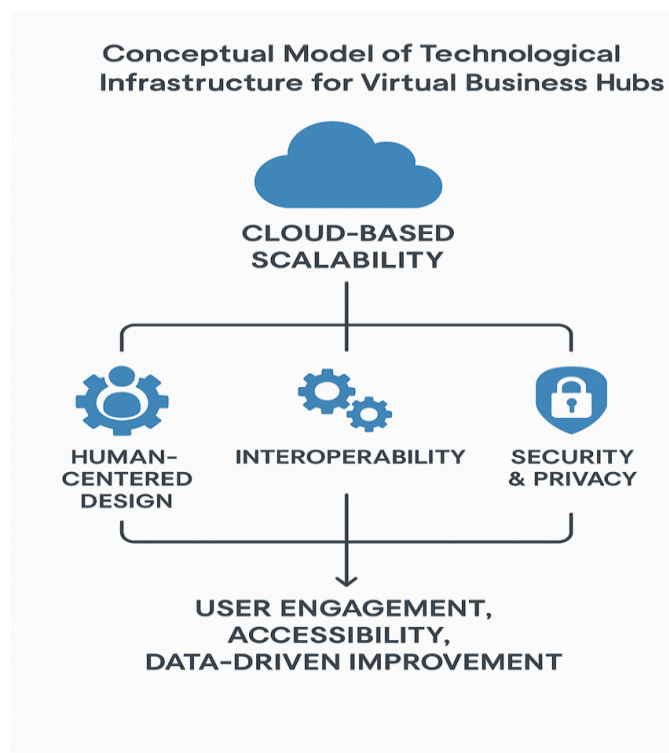 Conceptual Model of Technological
Infrastructure for Virtual Business Hubs
CLOUD-BASED
SCALABILITY
HUMAN-
CENTERED
DESIGN
INTEROPERABILITY
SECURITY
& PRIVACY
USER ENGAGEMENT,
ACCESSIBILITY,
DATA-DRIVEN IMPROVEMENT